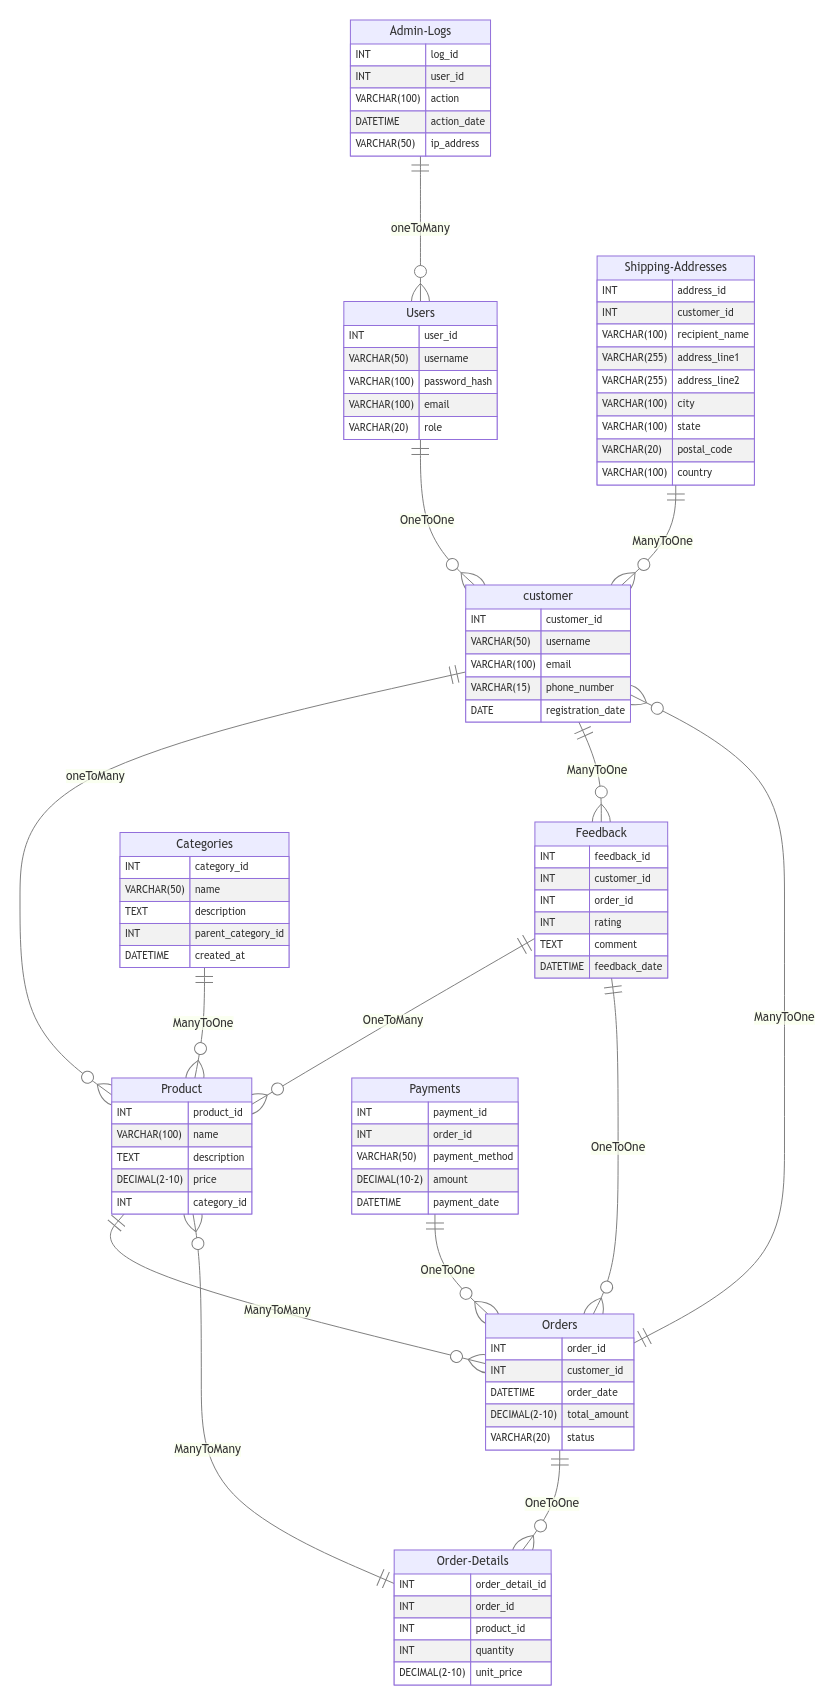 Admin-Logs
INT log_id
INT user_id
VARCHAR(100) action
DATETIME action_date
VARCHAR(50) ip_address
oneToMany
Shipping-Addresses
INT address_id
INT customer_id
VARCHAR(100) recipient_name
VARCHAR(255) address_line1
VARCHAR(255) address_line2
VARCHAR(100) city
VARCHAR(100) state
VARCHAR(20) postal_code
VARCHAR(100) country
Users
INT user_id
VARCHAR(50) username
VARCHAR(100) password_hash
VARCHAR(100) email
VARCHAR(20) role
OneToOne
ManyToOne
customer
INT customer_id
VARCHAR(50) username
VARCHAR(100) email
VARCHAR(15) phone_number
DATE registration_date
oneToMany
ManyToOne
Categories
INT category_id
VARCHAR(50) name
TEXT description
INT parent_category_id
DATETIME created_at
Feedback
INT feedback_id
INT customer_id
INT order_id
INT rating
TEXT comment
DATETIME feedback_date
ManyToOne
OneToMany
ManyToOne
Product
INT product_id
VARCHAR(100) name
TEXT description
DECIMAL(2-10) price
INT category_id
Payments
INT payment_id
INT order_id
VARCHAR(50) payment_method
DECIMAL(10-2) amount
DATETIME payment_date
OneToOne
OneToOne
ManyToMany
Orders
INT order_id
INT customer_id
DATETIME order_date
DECIMAL(2-10) total_amount
VARCHAR(20) status
ManyToMany
OneToOne
Order-Details
INT order_detail_id
INT order_id
INT product_id
INT quantity
DECIMAL(2-10) unit_price